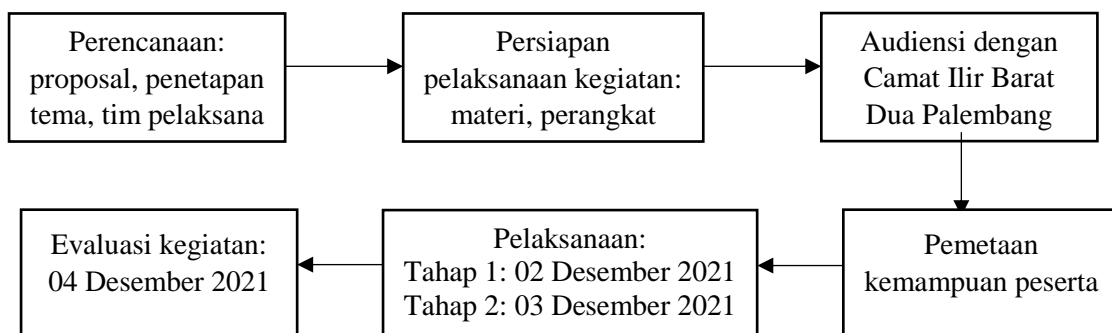 Perencanaan:
proposal, penetapan
tema, tim pelaksana
Persiapan
pelaksanaan kegiatan:
materi, perangkat
Audiensi dengan
Camat Ilir Barat
Dua Palembang
Pemetaan
kemampuan peserta
Pelaksanaan:
Tahap 1: 02 Desember 2021
Tahap 2: 03 Desember 2021
Evaluasi kegiatan:
04 Desember 2021